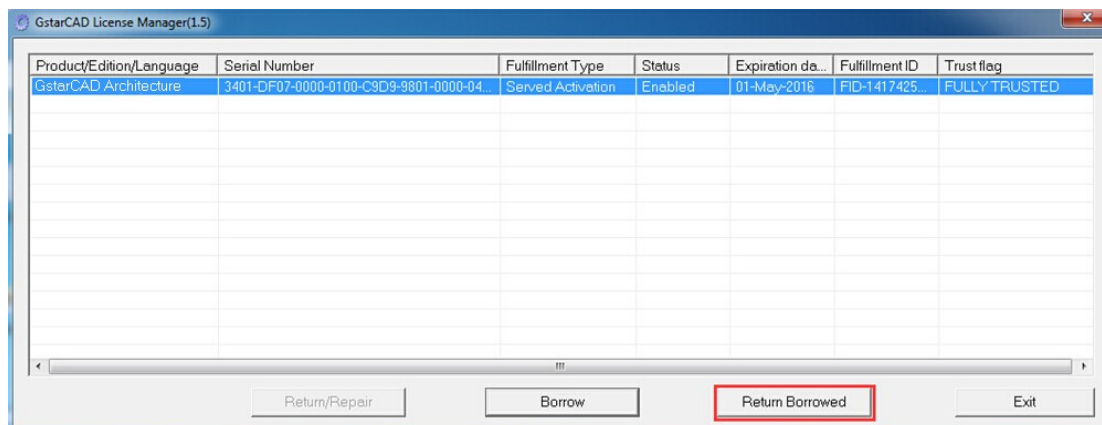 GstarCAD License Manager(1.5)
Product/Edition/Language Serial Number Fulfillment Type Status Expiration da... Fulfillment ID Trust flag
GstarCAD Architecture 3401-DF07-0000-0100-C9D9-9801-0000-04... Served Activation Enabled 01-May-2016 FID-1417425... FULLY TRUSTED
Return/Repair Borrow Return Borrowed Exit